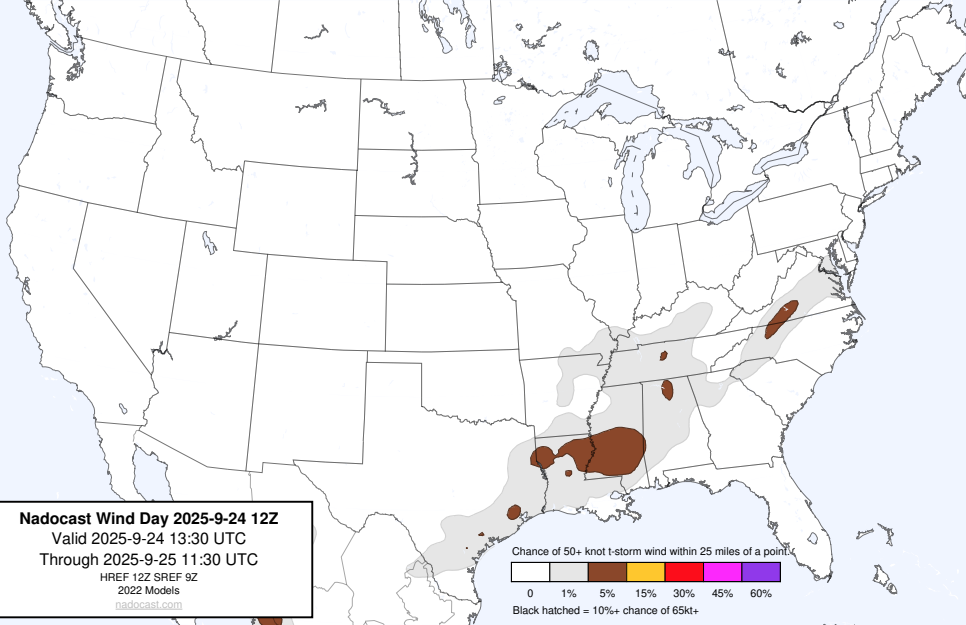 Nadocast Wind Day 2025-9-24 12Z
Valid 2025-9-24 13:30 UTC
Through 2025-9-25 11:30 UTC
HREF 12Z SREF 9Z
2022 Models
nadocast.com
Chance of 50+ knot t-storm wind within 25 miles of a point.
0 1% 5% 15% 30% 45% 60%
Black hatched = 10%+ chance of 65kt+